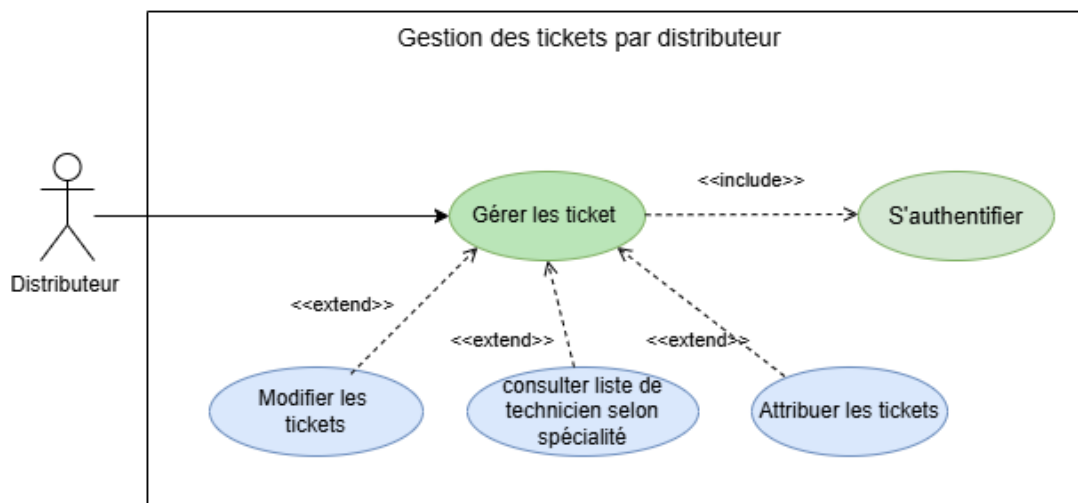 Gestion des tickets par distributeur
<<include>>
Gérer les ticket
S'authentifier
Distributeur
<<extend>>
<<extend>>
<<extend>>
Modifier les
tickets
consulter liste de
technicien selon
spécialité
Attribuer les tickets